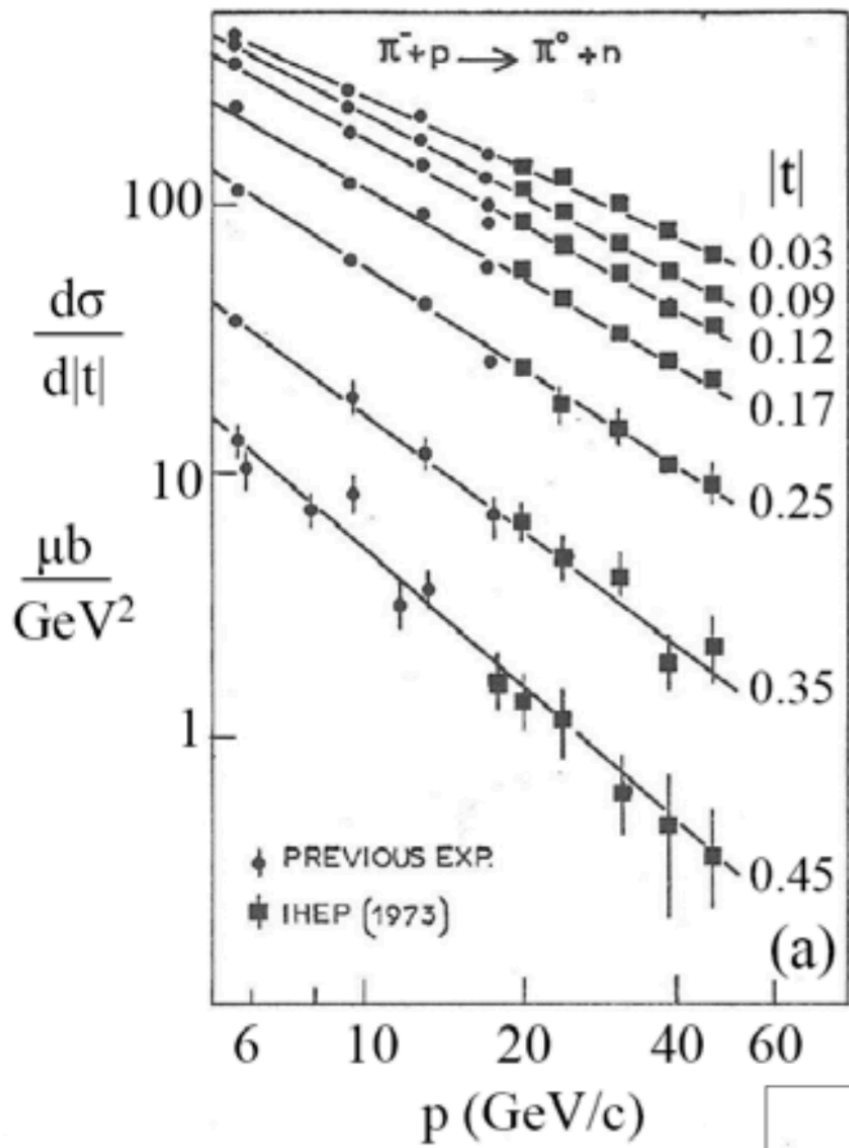 π⁻+p ⟶ π⁰+n
|t|
100
0.03
0.09
dσ
d|t|
0.12
0.17
10
0.25
μb
GeV²
0.35
1
0.45
PREVIOUS EXP.
IHEP (1973)
(a)
6 10 20 40 60
p (GeV/c)